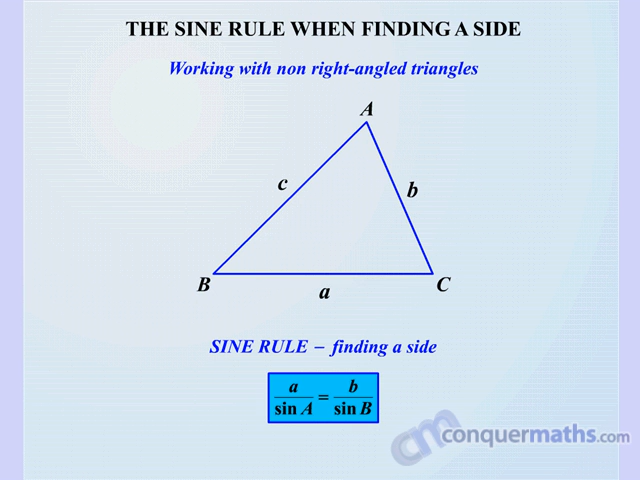 THE SINE RULE WHEN FINDING A SIDE
Working with non right-angled triangles
A
c
b
B
C
a
SINE RULE – finding a side
a/sin A = b/sin B
cm conquermaths.com